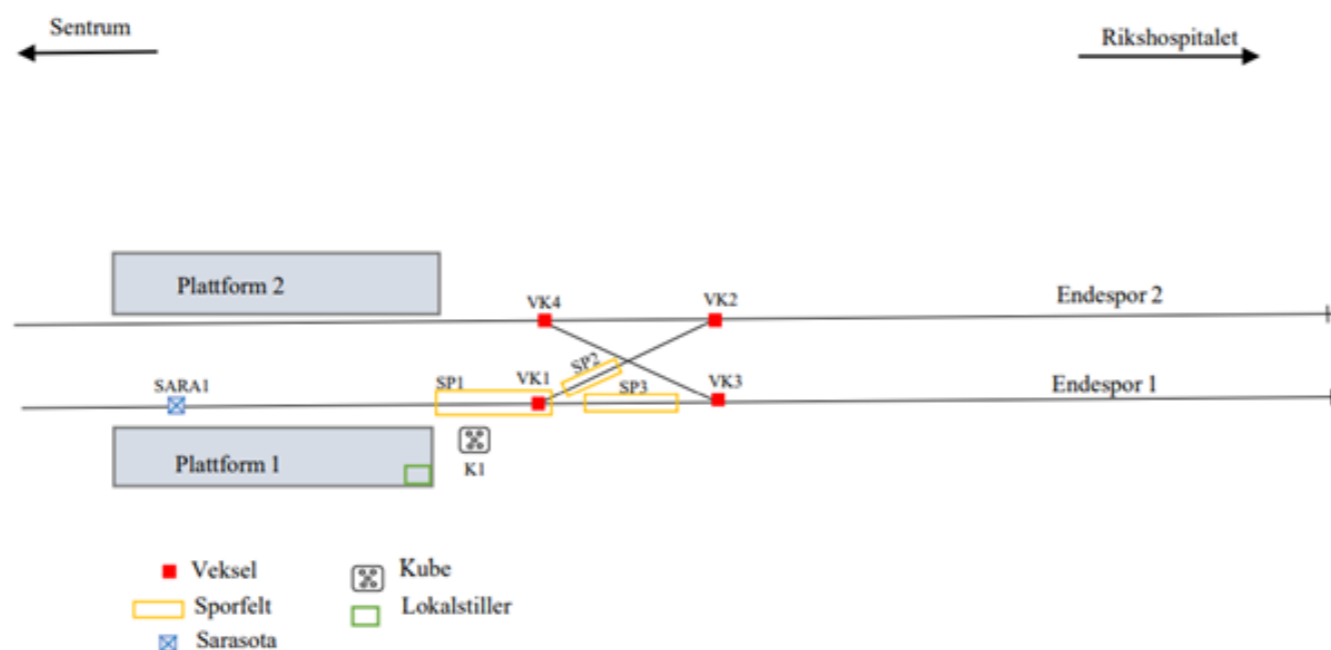 Sentrum
Rikshospitalet
Plattform 2
VK4
VK2
Endespor 2
SARA1
SP1
VK1
SP2
SP3
VK3
Endespor 1
Plattform 1
K1
Veksel
Kube
Sporfelt
Lokalstiller
Sarasota